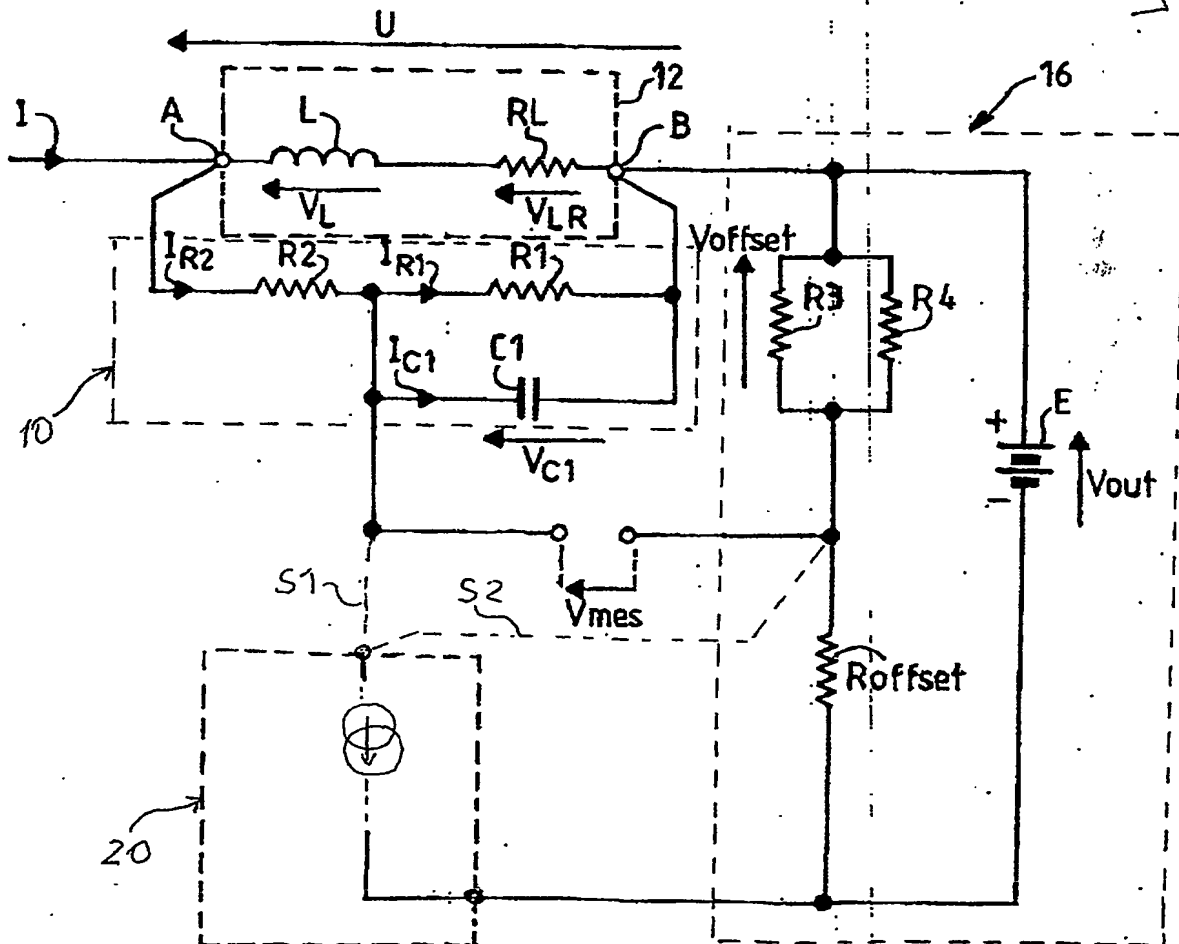 U
12
16
I
A
L
RL
B
VL
VLR
Voffset
IR2
R2
IR1
R1
R3
R4
IC1
C1
10
VC1
+
E
Vout
−
S1
S2
Vmes
Roffset
20